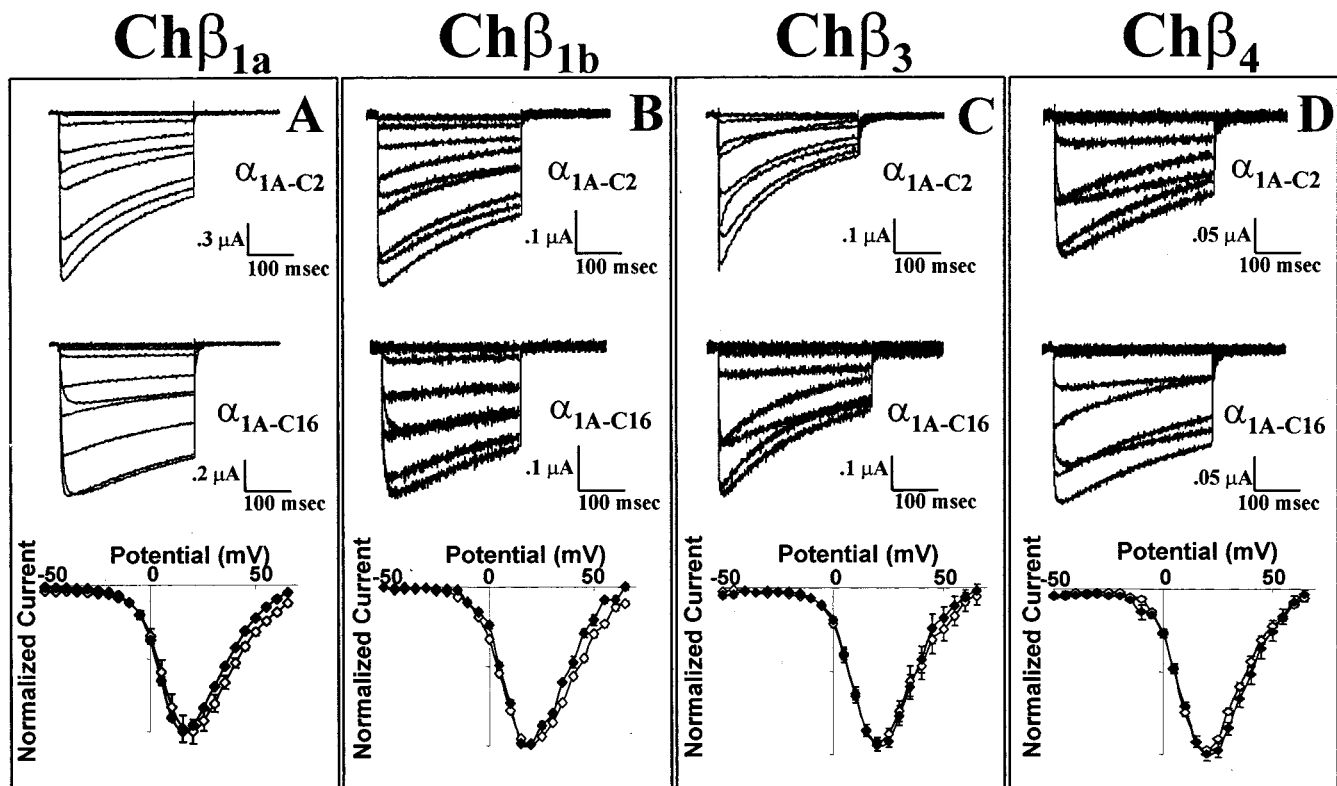 Chβ1a
Chβ1b
Chβ3
Chβ4
A
α1A-C2
.3 μA
100 msec
α1A-C16
.2 μA
100 msec
Potential (mV)
-50
0
50
Normalized Current
B
α1A-C2
.1 μA
100 msec
α1A-C16
.1 μA
100 msec
Potential (mV)
-50
0
50
Normalized Current
C
α1A-C2
.1 μA
100 msec
α1A-C16
.1 μA
100 msec
Potential (mV)
-50
0
50
Normalized Current
D
α1A-C2
.05 μA
100 msec
α1A-C16
.05 μA
100 msec
Potential (mV)
-50
0
50
Normalized Current